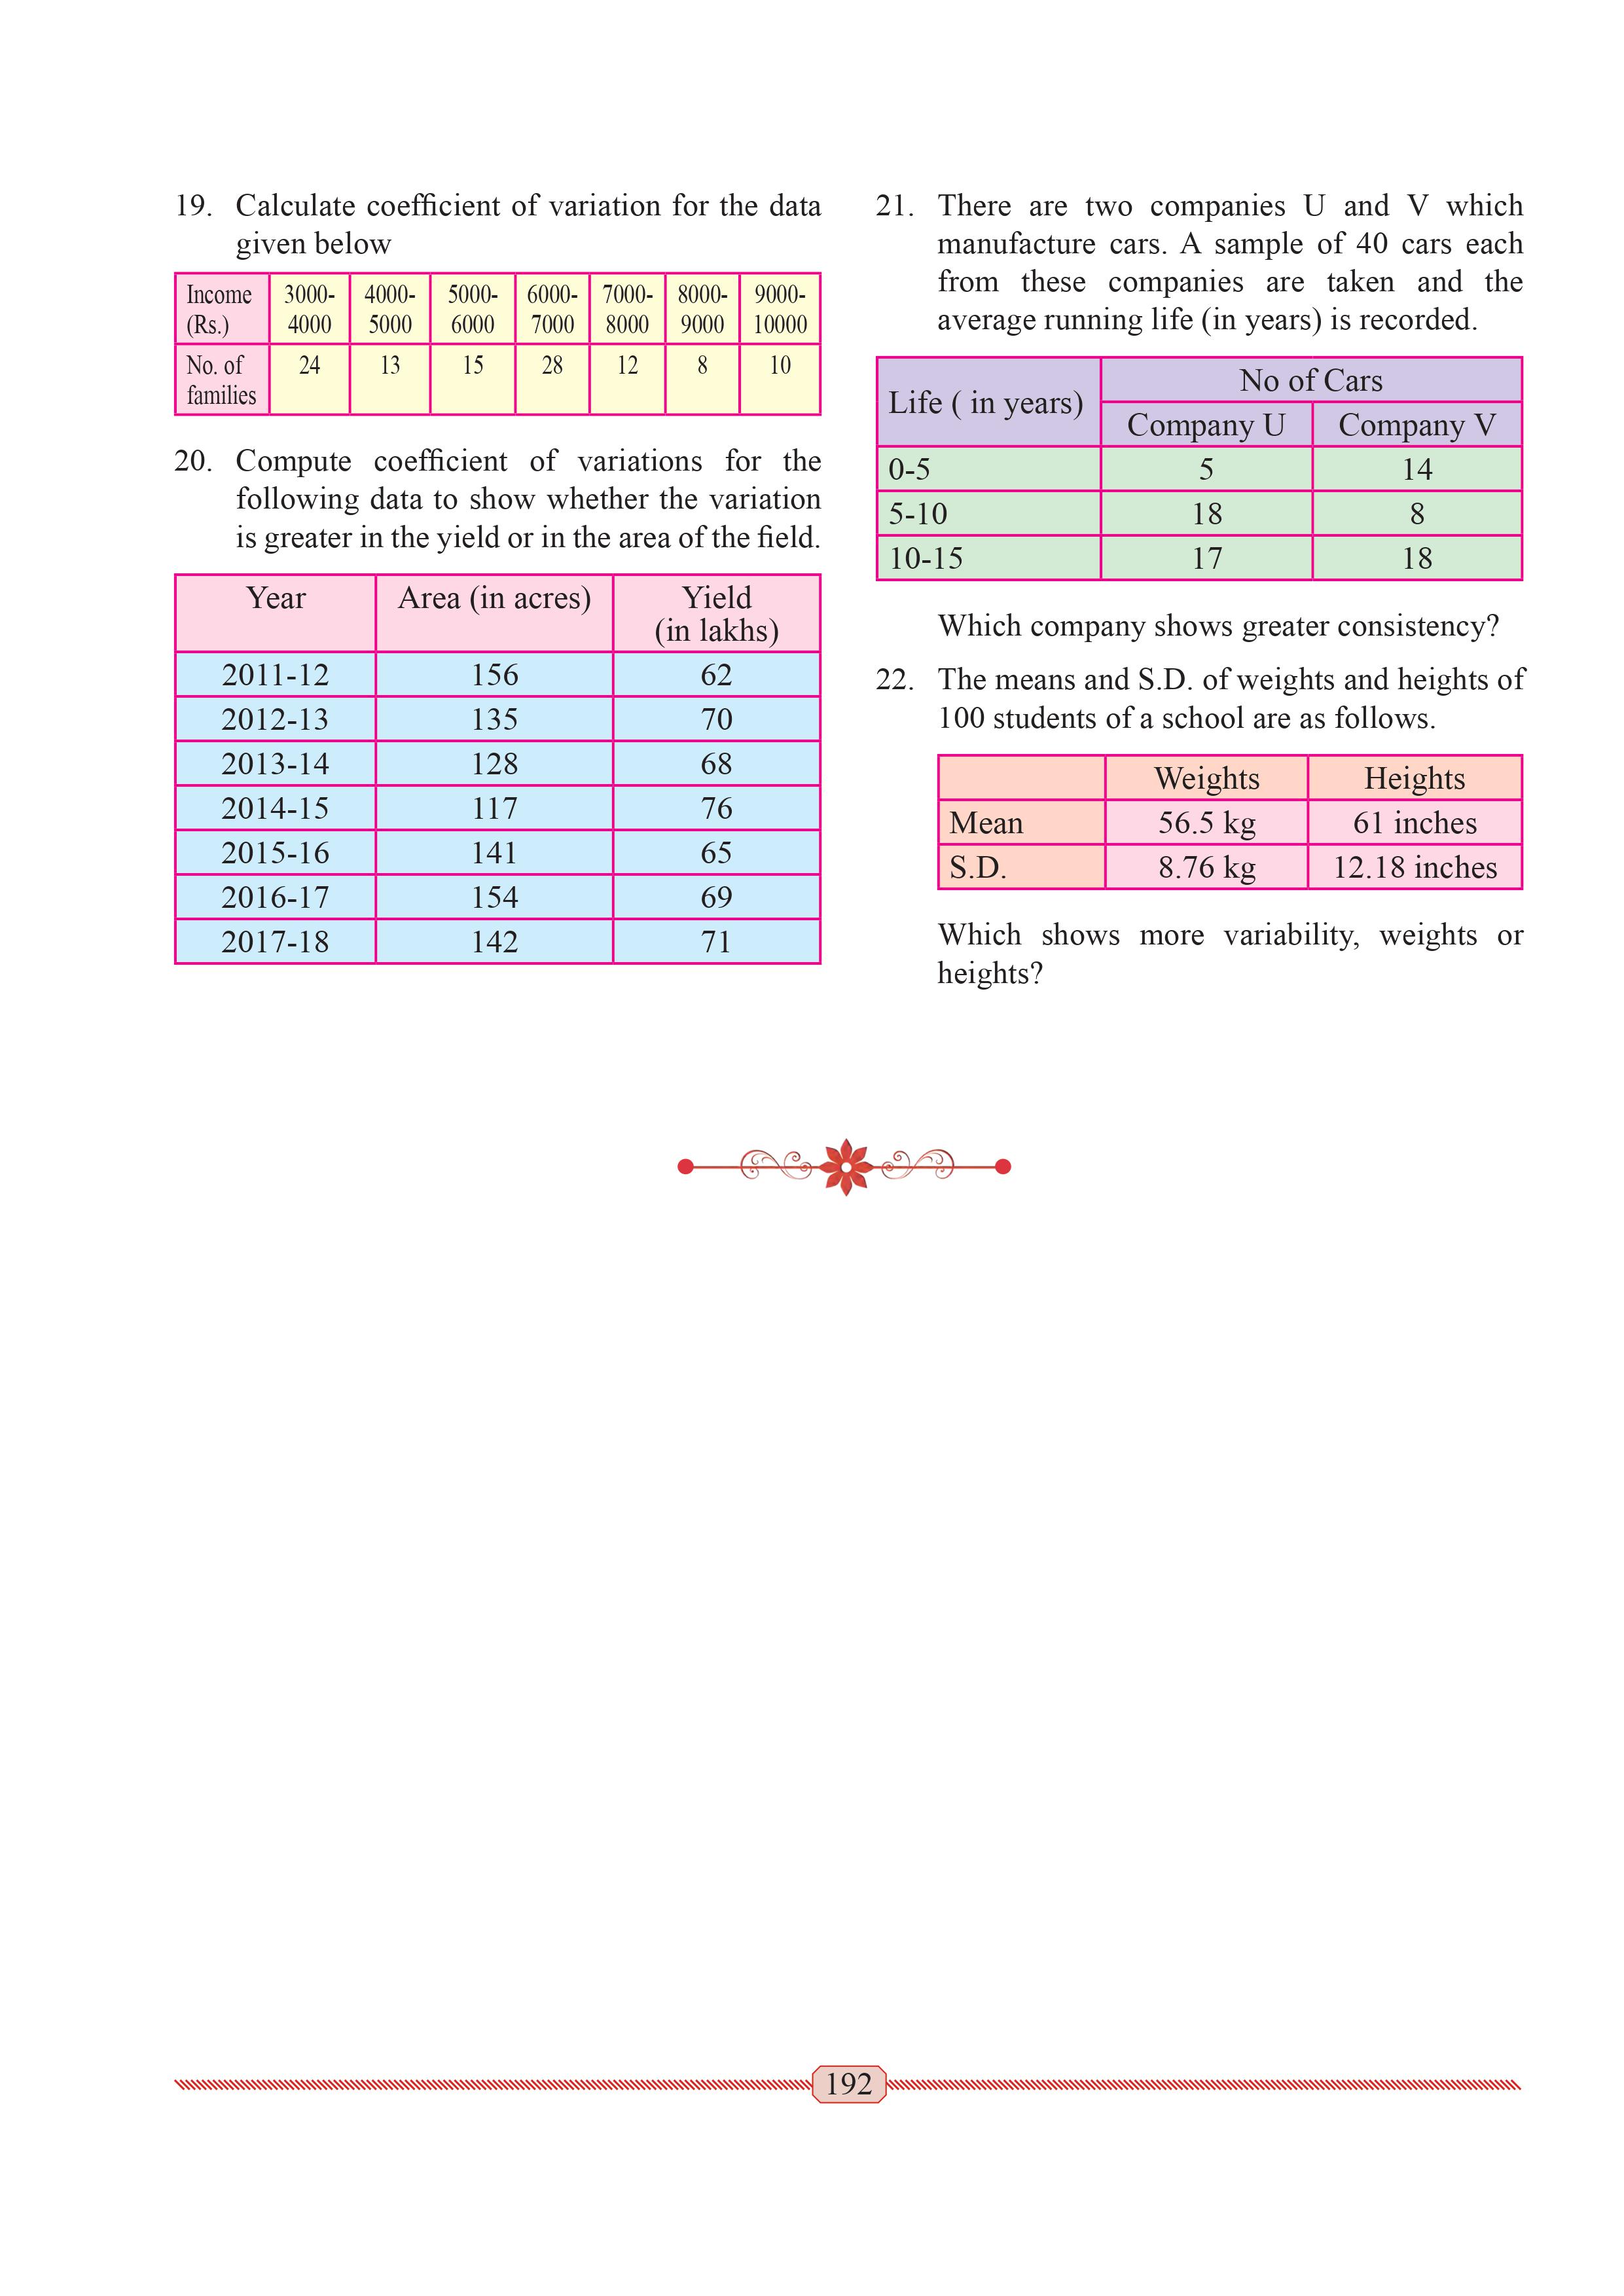 19. Calculate coefficient of variation for the data
given below
Income (Rs.) 3000-4000 4000-5000 5000-6000 6000-7000 7000-8000 8000-9000 9000-10000
No. of families 24 13 15 28 12 8 10
20. Compute coefficient of variations for the
following data to show whether the variation
is greater in the yield or in the area of the field.
Year Area (in acres) Yield (in lakhs)
2011-12 156 62
2012-13 135 70
2013-14 128 68
2014-15 117 76
2015-16 141 65
2016-17 154 69
2017-18 142 71
21. There are two companies U and V which
manufacture cars. A sample of 40 cars each
from these companies are taken and the
average running life (in years) is recorded.
Life ( in years) No of Cars
Company U Company V
0-5 5 14
5-10 18 8
10-15 17 18
Which company shows greater consistency?
22. The means and S.D. of weights and heights of
100 students of a school are as follows.
Weights Heights
Mean 56.5 kg 61 inches
S.D. 8.76 kg 12.18 inches
Which shows more variability, weights or
heights?
192